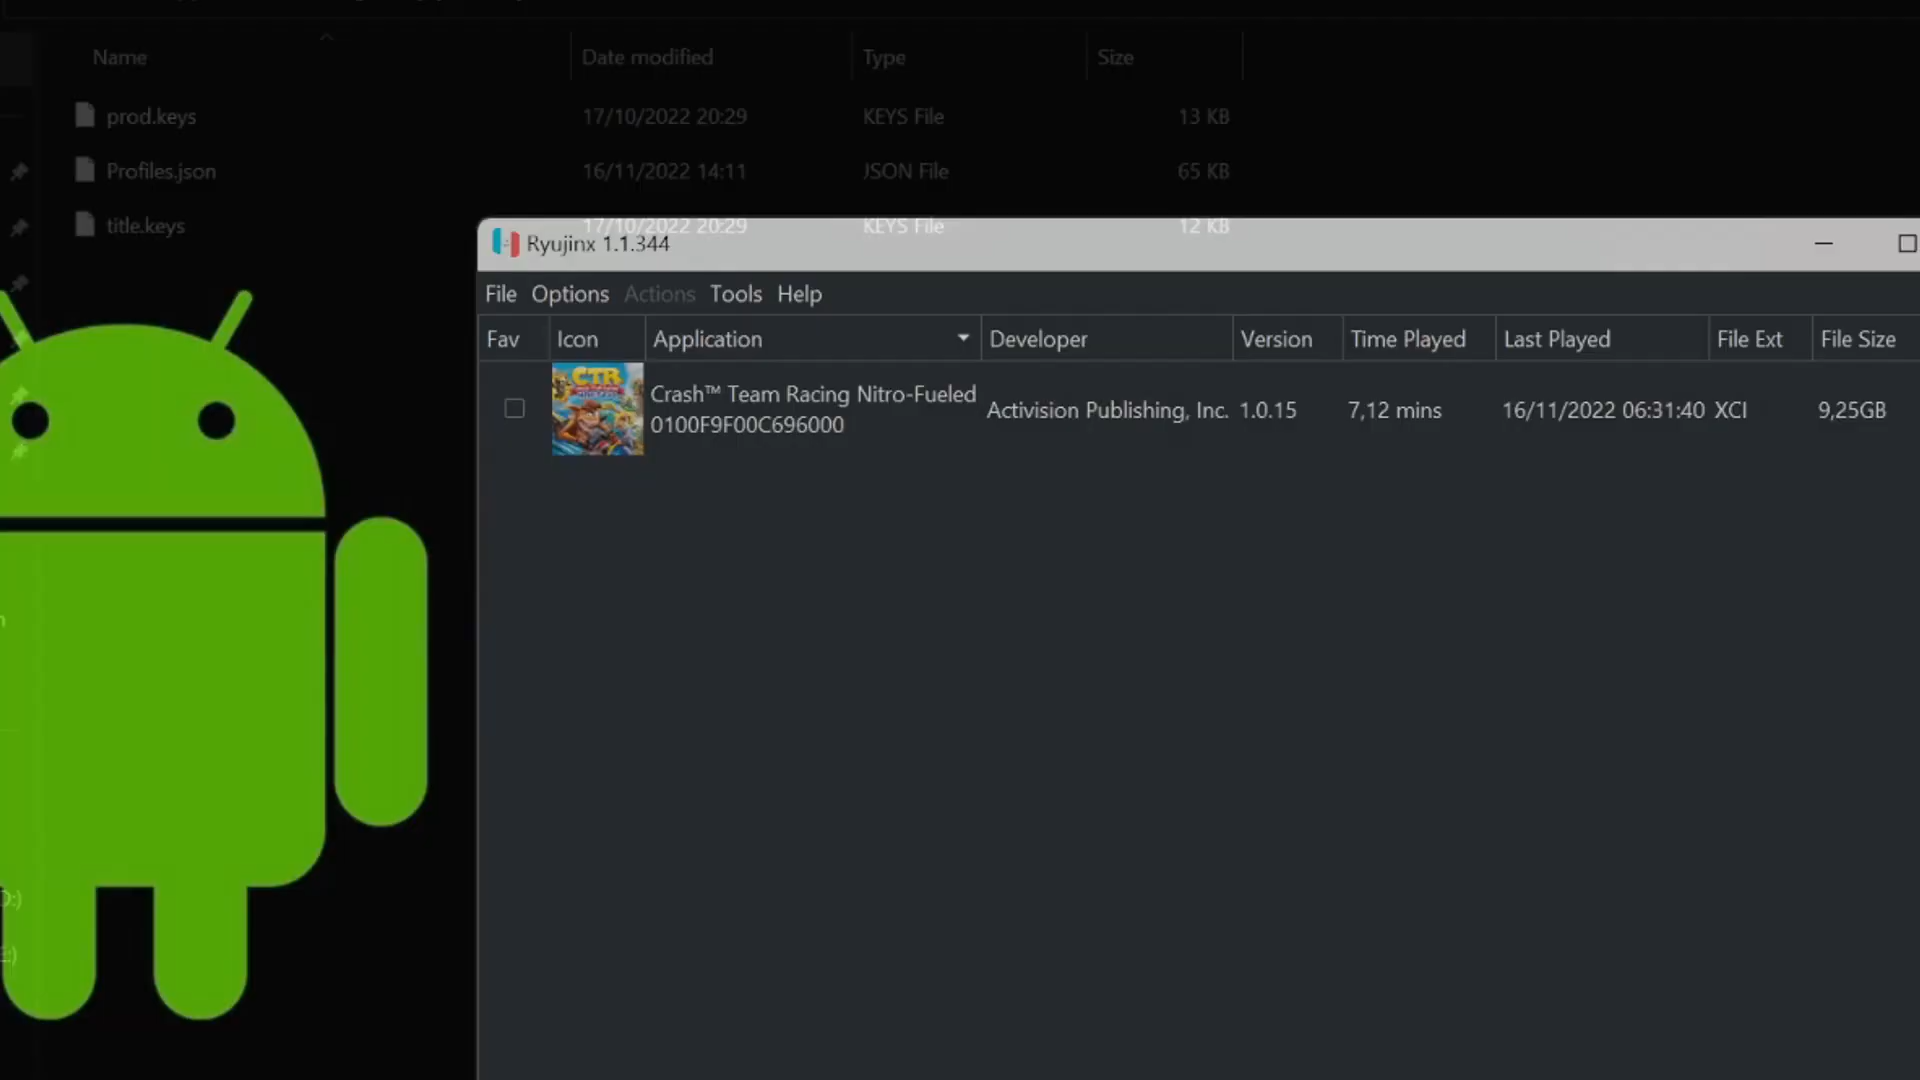 Name Date modified Type Size
prod.keys 17/10/2022 20:29 KEYS File 13 KB
Profiles.json 16/11/2022 14:11 JSON File 65 KB
title.keys 17/10/2022 20:29 KEYS File 12 KB
Ryujinx 1.1.344
File Options Actions Tools Help
Fav Icon Application Developer Version Time Played Last Played File Ext File Size
CTR
Crash™ Team Racing Nitro-Fueled
0100F9F00C696000
Activision Publishing, Inc. 1.0.15 7,12 mins 16/11/2022 06:31:40 XCI 9,25GB
D:)
E:)